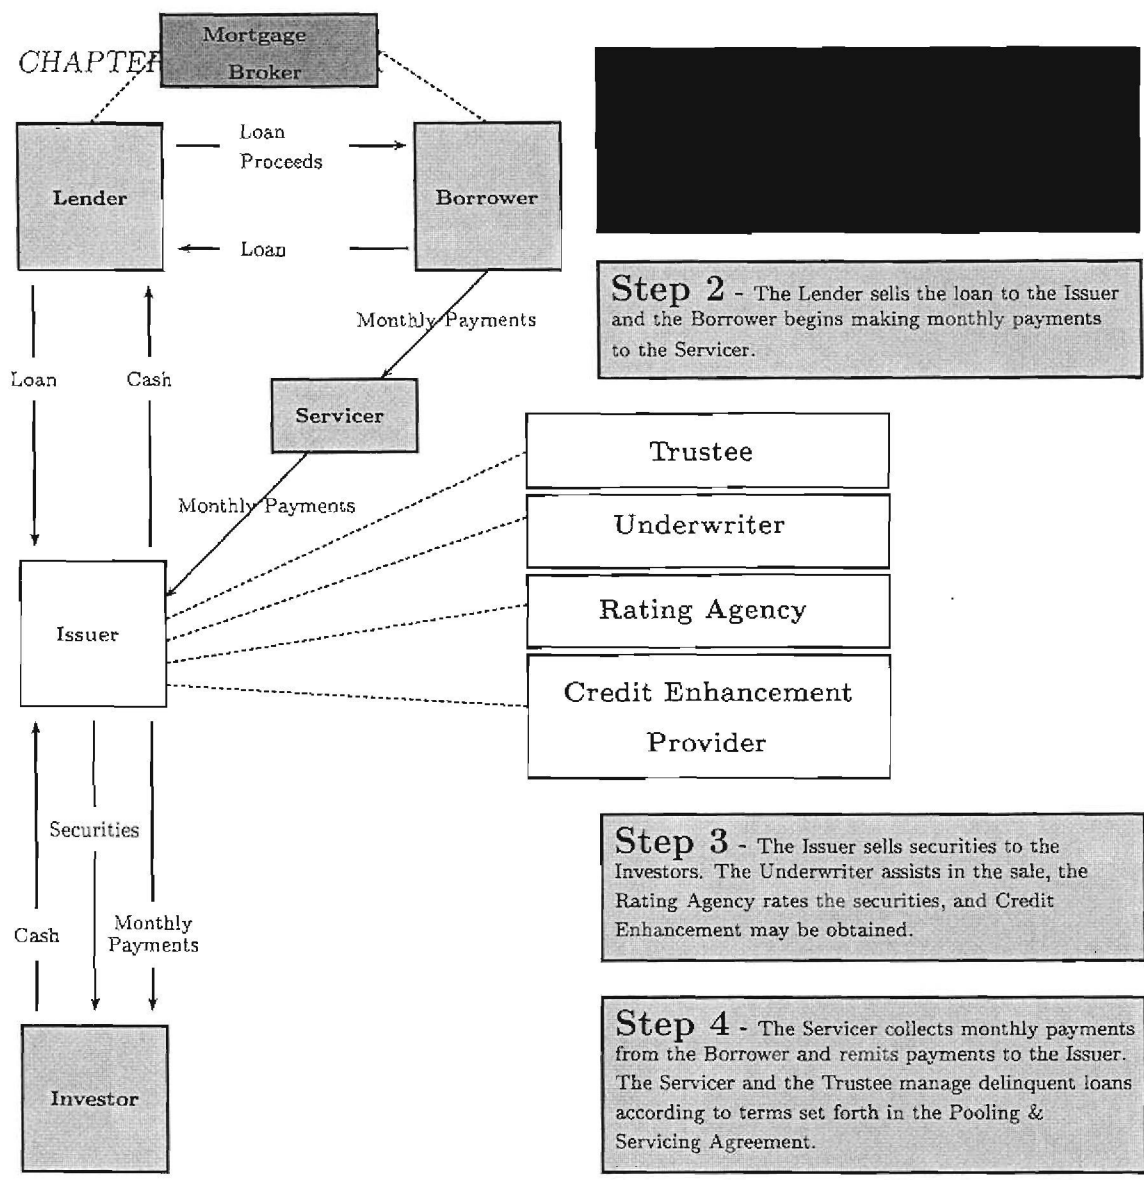 Mortgage
Broker
CHAPTER
Loan
Proceeds
Lender
Borrower
Loan
Step 2 - The Lender sells the loan to the Issuer
and the Borrower begins making monthly payments
to the Servicer.
Monthly Payments
Loan
Cash
Servicer
Trustee
Monthly Payments
Underwriter
Rating Agency
Issuer
Credit Enhancement
Provider
Securities
Step 3 - The Issuer sells securities to the
Investors. The Underwriter assists in the sale, the
Rating Agency rates the securities, and Credit
Enhancement may be obtained.
Cash
Monthly
Payments
Step 4 - The Servicer collects monthly payments
from the Borrower and remits payments to the Issuer.
The Servicer and the Trustee manage delinquent loans
according to terms set forth in the Pooling &
Servicing Agreement.
Investor